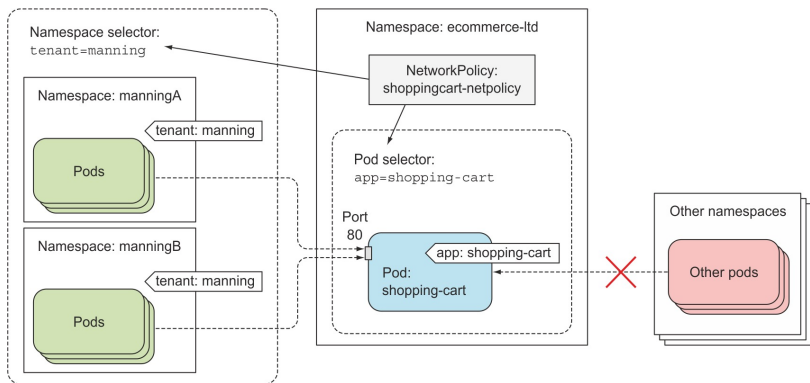 Namespace selector:
tenant=manning
Namespace: manningA
tenant: manning
Pods
Namespace: manningB
tenant: manning
Pods
Namespace: ecommerce-ltd
NetworkPolicy:
shoppingcart-netpolicy
Pod selector:
app=shopping-cart
Port
80
app: shopping-cart
Pod:
shopping-cart
Other namespaces
Other pods